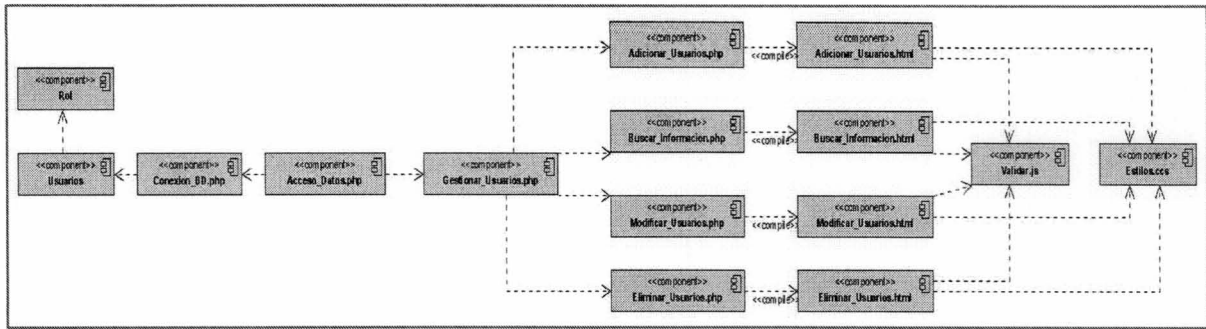 <<component>>
Adicionar_Usuarios.php
<<compile>>
<<component>>
Adicionar_Usuarios.html
<<component>>
Rol
<<component>>
Buscar_Informacion.php
<<compile>>
<<component>>
Buscar_Informacion.html
<<component>>
Usuarios
<<component>>
Conexion_BD.php
<<component>>
Acceso_Datos.php
<<component>>
Gestionar_Usuarios.php
<<component>>
Validar.js
<<component>>
Estilos.ccs
<<component>>
Modificar_Usuarios.php
<<compile>>
<<component>>
Modificar_Usuarios.html
<<component>>
Eliminar_Usuarios.php
<<compile>>
<<component>>
Eliminar_Usuarios.html